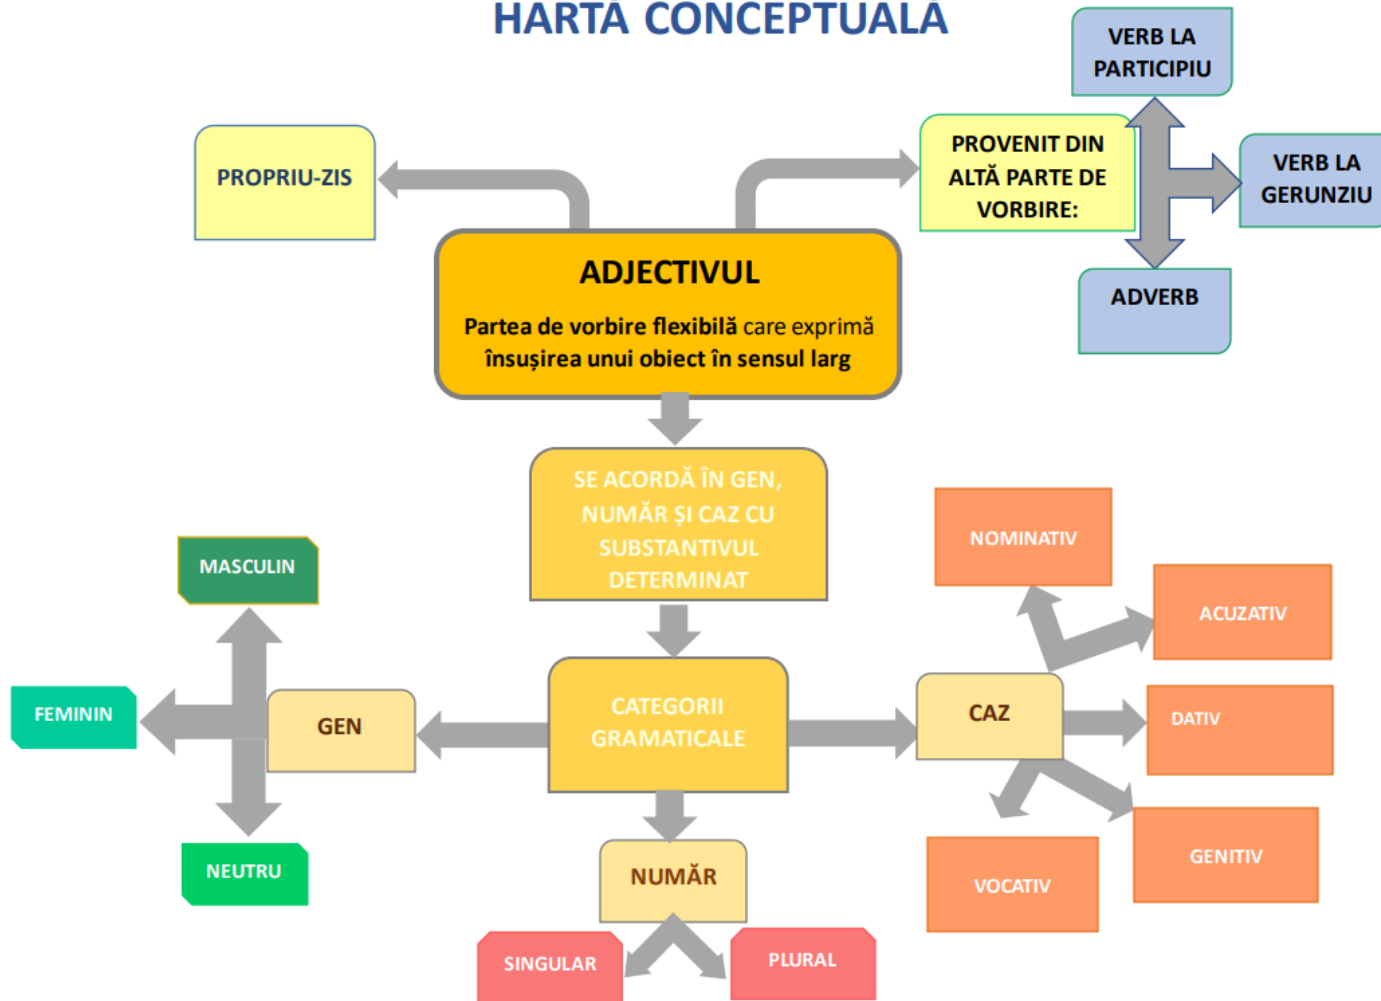 HARTĂ CONCEPTUALĂ
VERB LA
PARTICIPIU
PROPRIU-ZIS
PROVENIT DIN
ALTĂ PARTE DE
VORBIRE:
VERB LA
GERUNZIU
ADVERB
ADJECTIVUL
Partea de vorbire flexibilă care exprimă
însușirea unui obiect în sensul larg
SE ACORDĂ ÎN GEN,
NUMĂR ȘI CAZ CU
SUBSTANTIVUL
DETERMINAT
NOMINATIV
MASCULIN
ACUZATIV
FEMININ
GEN
CATEGORII
GRAMATICALE
CAZ
DATIV
NEUTRU
NUMĂR
VOCATIV
GENITIV
SINGULAR
PLURAL